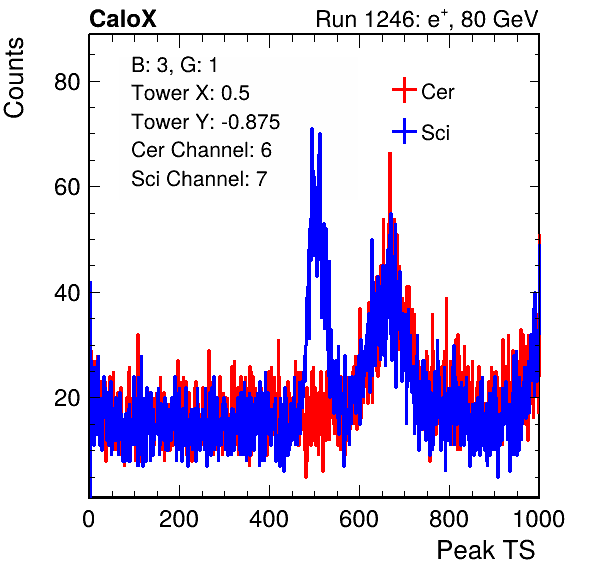 CaloX Run 1246: e+, 80 GeV
Counts
B: 3, G: 1
Tower X: 0.5
Tower Y: -0.875
Cer Channel: 6
Sci Channel: 7
Cer
Sci
80
60
40
20
0 200 400 600 800 1000
Peak TS